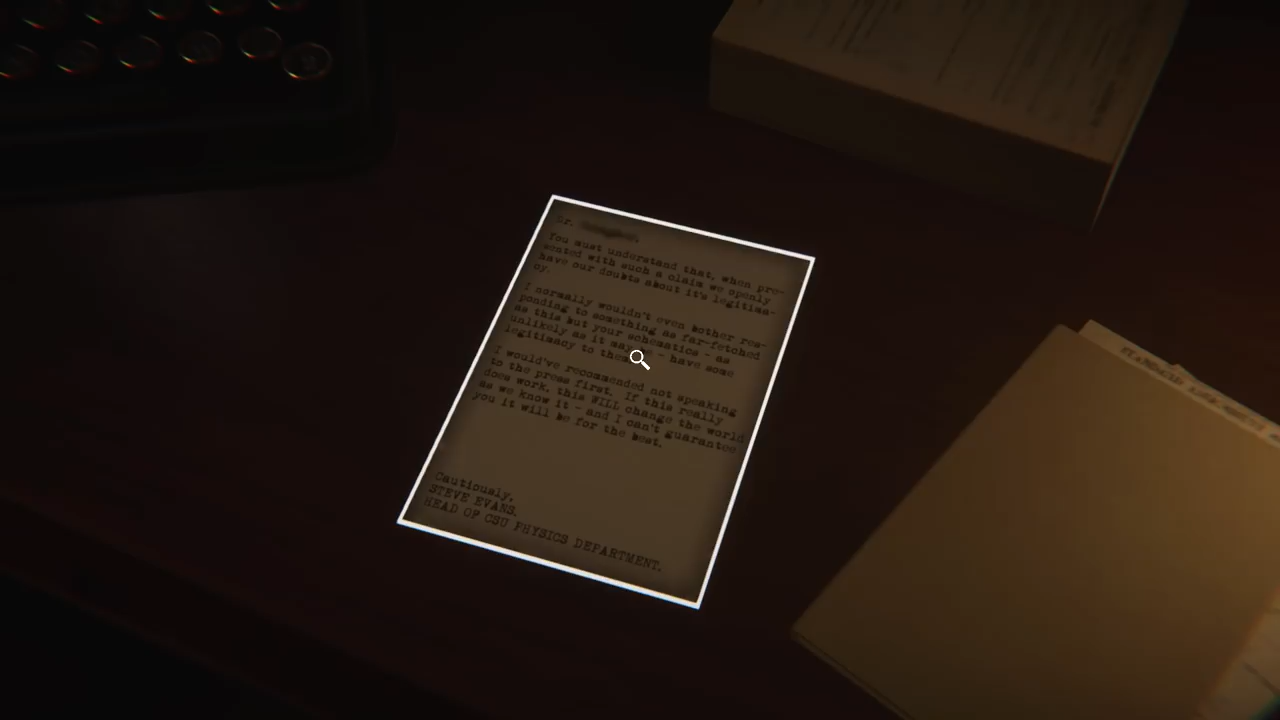 Dr.
You must understand that, when pre-
sented with such a claim we openly
have our doubts about it's legitima-
cy.
I normally wouldn't even bother res-
ponding to something as far-fetched
as this but your schematics - as
unlikely as it may - have some
legitimacy to
I would've recommended not speaking
to the press first. If this really
does work, this WILL change the world
as we know it - and I can't guarantee
you it will be for the best.
Cautiously,
STEVE EVANS.
HEAD OF CSU PHYSICS DEPARTMENT.